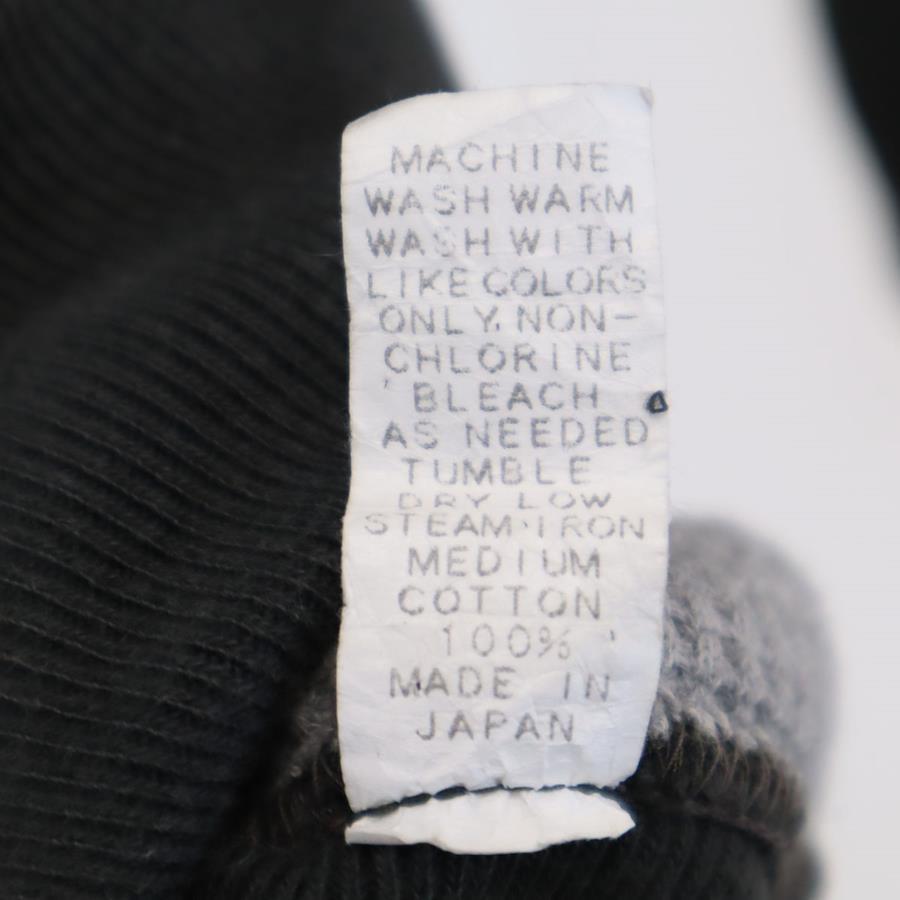 MACHINE
WASH WARM
WASH WITH
LIKE COLORS
ONLY. NON-
CHLORINE
BLEACH
AS NEEDED
TUMBLE
DRY LOW
STEAM IRON
MEDIUM
COTTON
100%
MADE IN
JAPAN